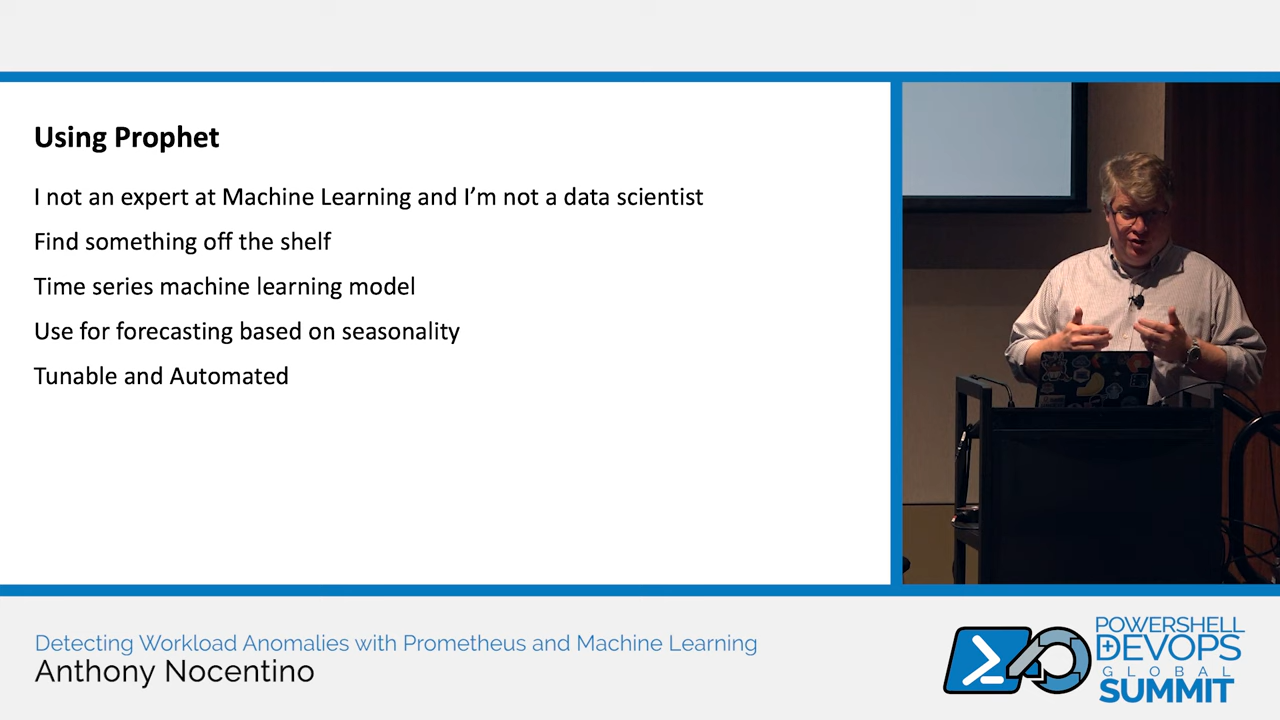 Using Prophet
I not an expert at Machine Learning and I'm not a data scientist
Find something off the shelf
Time series machine learning model
Use for forecasting based on seasonality
Tunable and Automated
Detecting Workload Anomalies with Prometheus and Machine Learning
Anthony Nocentino
POWERSHELL
DEVOPS
GLOBAL
SUMMIT